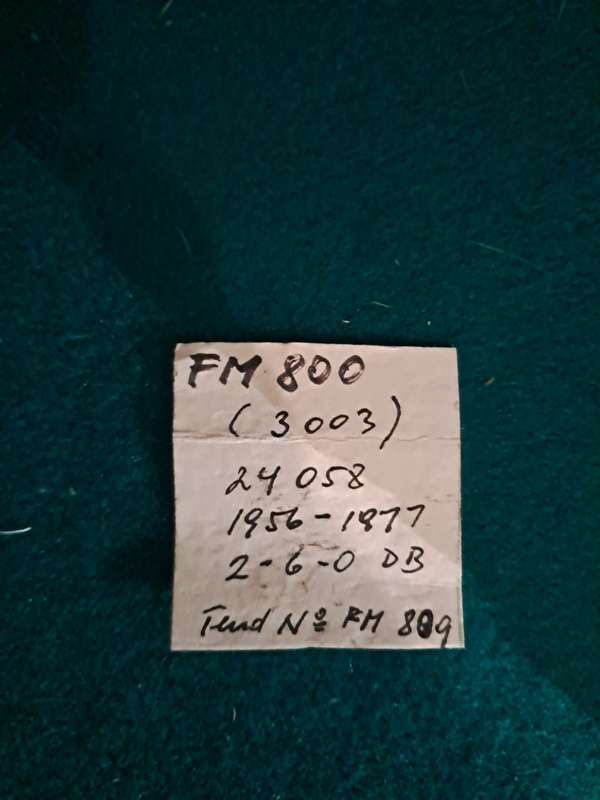 FM 800
(3003)
24 058
1956-1977
2-6-0 DB
Tend Nº FM 809